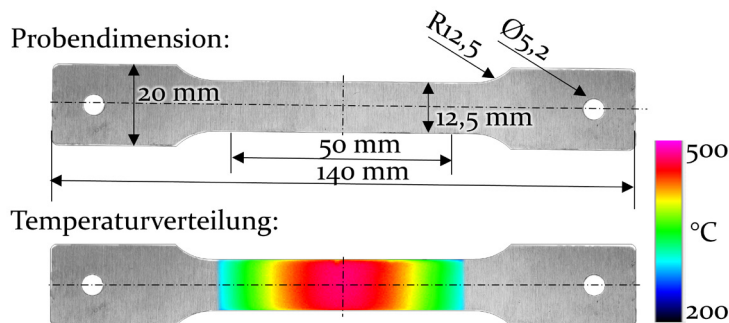 Probendimension:
R12,5
Ø5,2
20 mm
12,5 mm
50 mm
140 mm
Temperaturverteilung:
500
°C
200